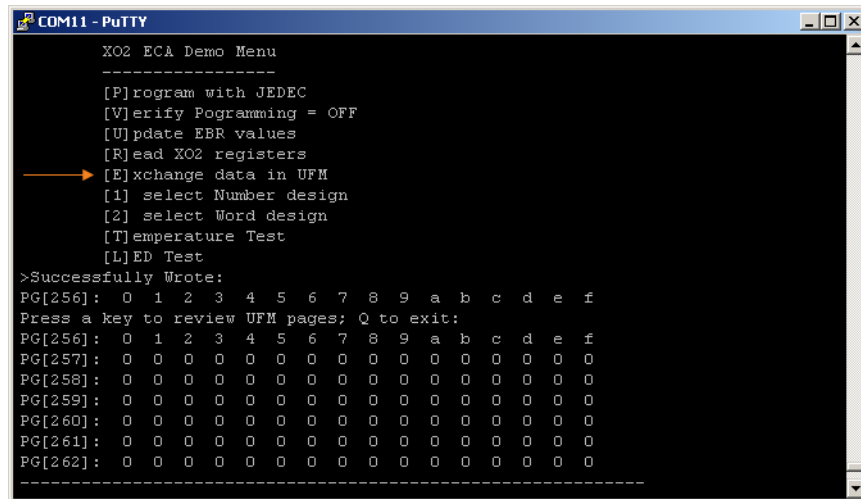 COM11 - PuTTY
XO2 ECA Demo Menu
-----------------
[P]rogram with JEDEC
[V]erify Pogramming = OFF
[U]pdate EBR values
[R]ead XO2 registers
[E]xchange data in UFM
[1] select Number design
[2] select Word design
[T]emperature Test
[L]ED Test
>Successfully Wrote:
PG[256]: 0 1 2 3 4 5 6 7 8 9 a b c d e f
Press a key to review UFM pages; Q to exit:
PG[256]: 0 1 2 3 4 5 6 7 8 9 a b c d e f
PG[257]: 0 0 0 0 0 0 0 0 0 0 0 0 0 0 0 0
PG[258]: 0 0 0 0 0 0 0 0 0 0 0 0 0 0 0 0
PG[259]: 0 0 0 0 0 0 0 0 0 0 0 0 0 0 0 0
PG[260]: 0 0 0 0 0 0 0 0 0 0 0 0 0 0 0 0
PG[261]: 0 0 0 0 0 0 0 0 0 0 0 0 0 0 0 0
PG[262]: 0 0 0 0 0 0 0 0 0 0 0 0 0 0 0 0
-------------------------------------------------------------